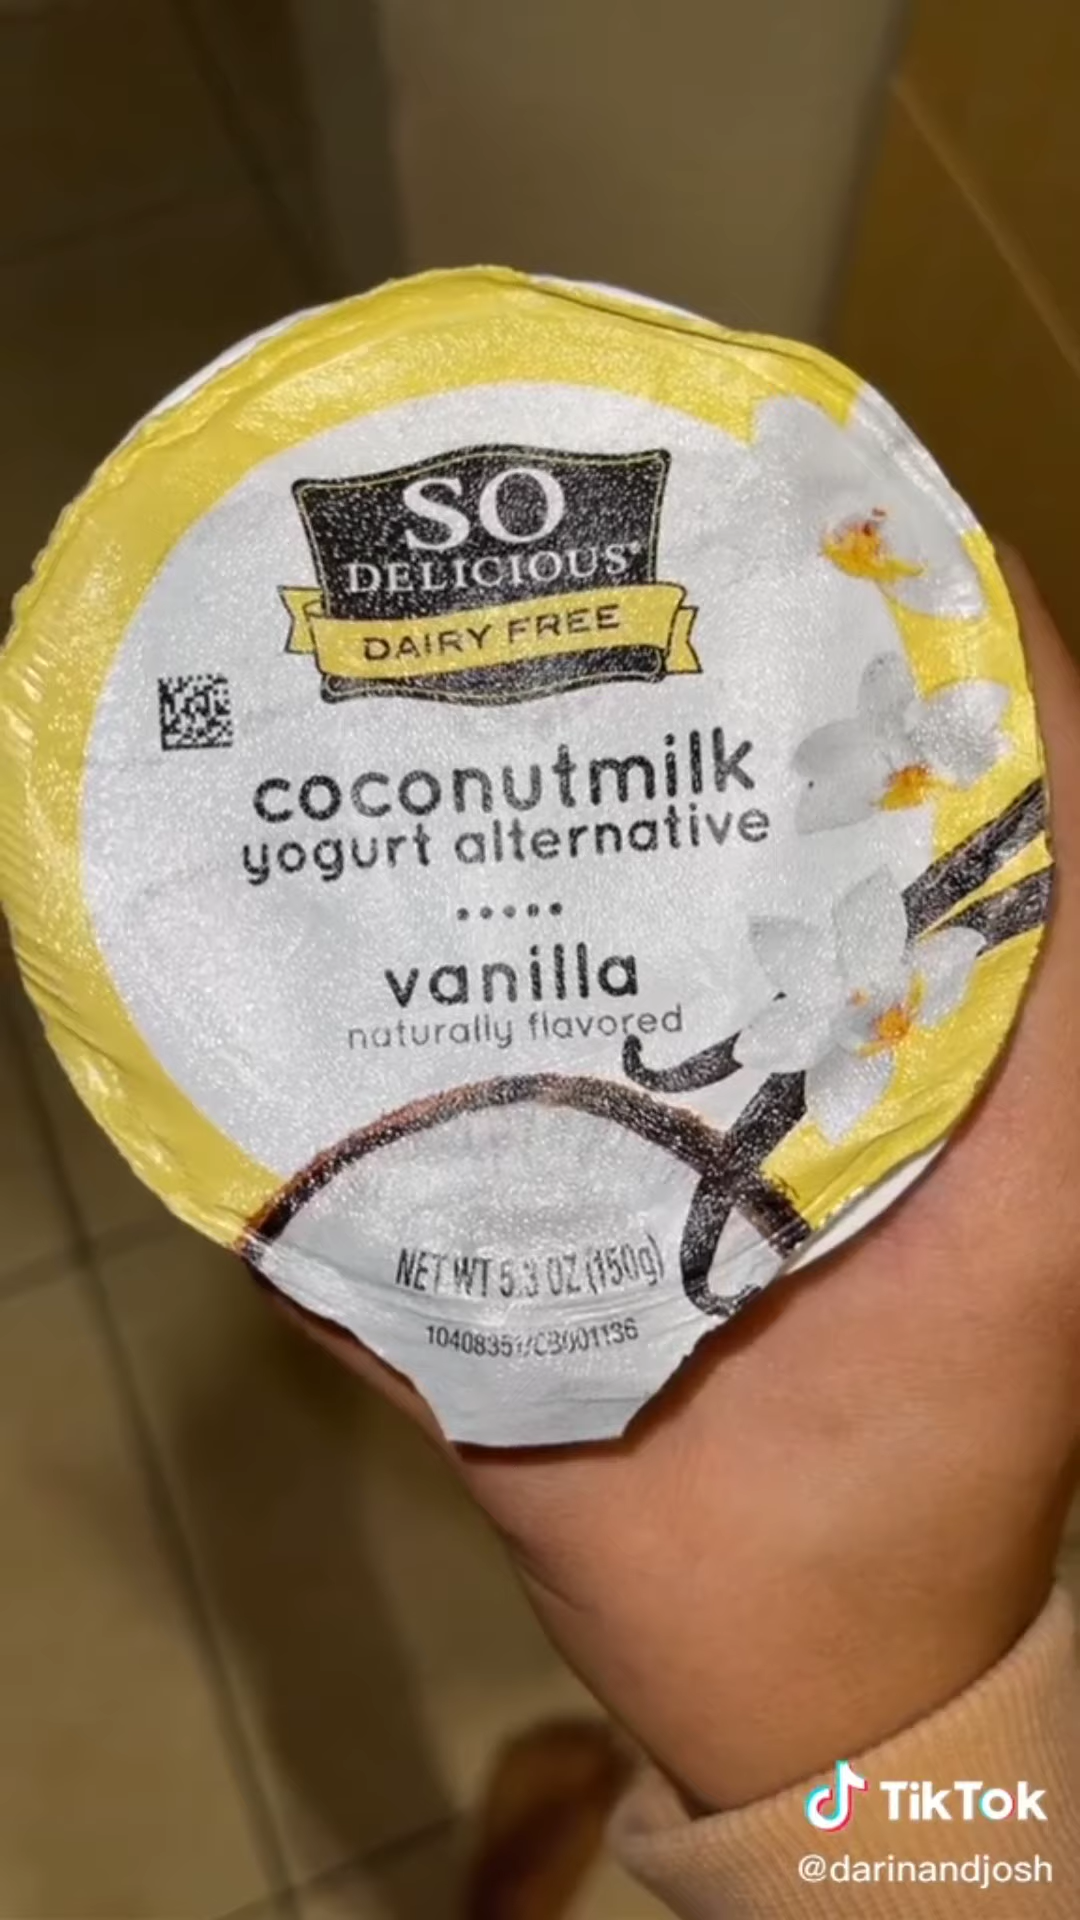 SO
DELICIOUS®
DAIRY FREE
coconutmilk
yogurt alternative
vanilla
naturally flavored
NET WT 5.3 OZ (150g)
TikTok
@darinandjosh